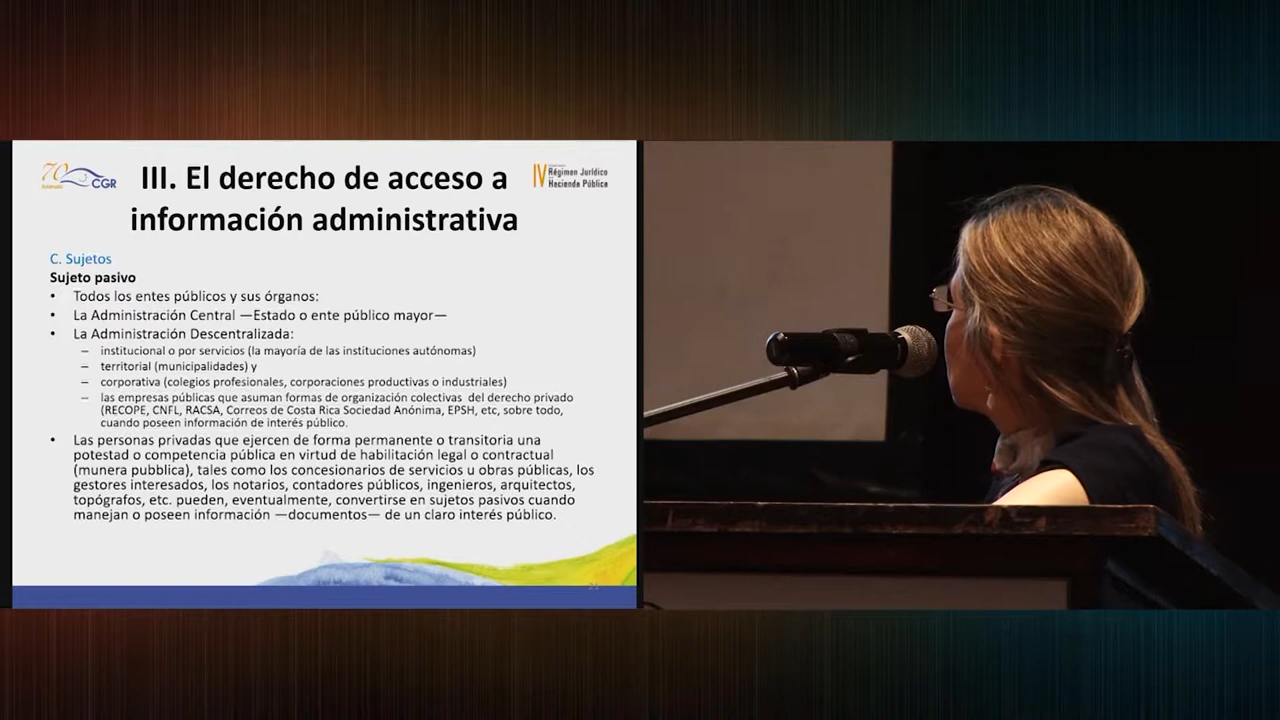 70
CGR
III. El derecho de acceso a
información administrativa
IV
Régimen Jurídico
Hacienda Pública
C. Sujetos
Sujeto pasivo
• Todos los entes públicos y sus órganos:
• La Administración Central —Estado o ente público mayor—
• La Administración Descentralizada:
– institucional o por servicios (la mayoría de las instituciones autónomas)
– territorial (municipalidades) y
– corporativa (colegios profesionales, corporaciones productivas o industriales)
– las empresas públicas que asuman formas de organización colectivas del derecho privado
(RECOPE, CNFL, RACSA, Correos de Costa Rica Sociedad Anónima, EPSH, etc, sobre todo,
cuando poseen información de interés público.
• Las personas privadas que ejercen de forma permanente o transitoria una
potestad o competencia pública en virtud de habilitación legal o contractual
(munera pubblica), tales como los concesionarios de servicios u obras públicas, los
gestores interesados, los notarios, contadores públicos, ingenieros, arquitectos,
topógrafos, etc. pueden, eventualmente, convertirse en sujetos pasivos cuando
manejan o poseen información —documentos— de un claro interés público.